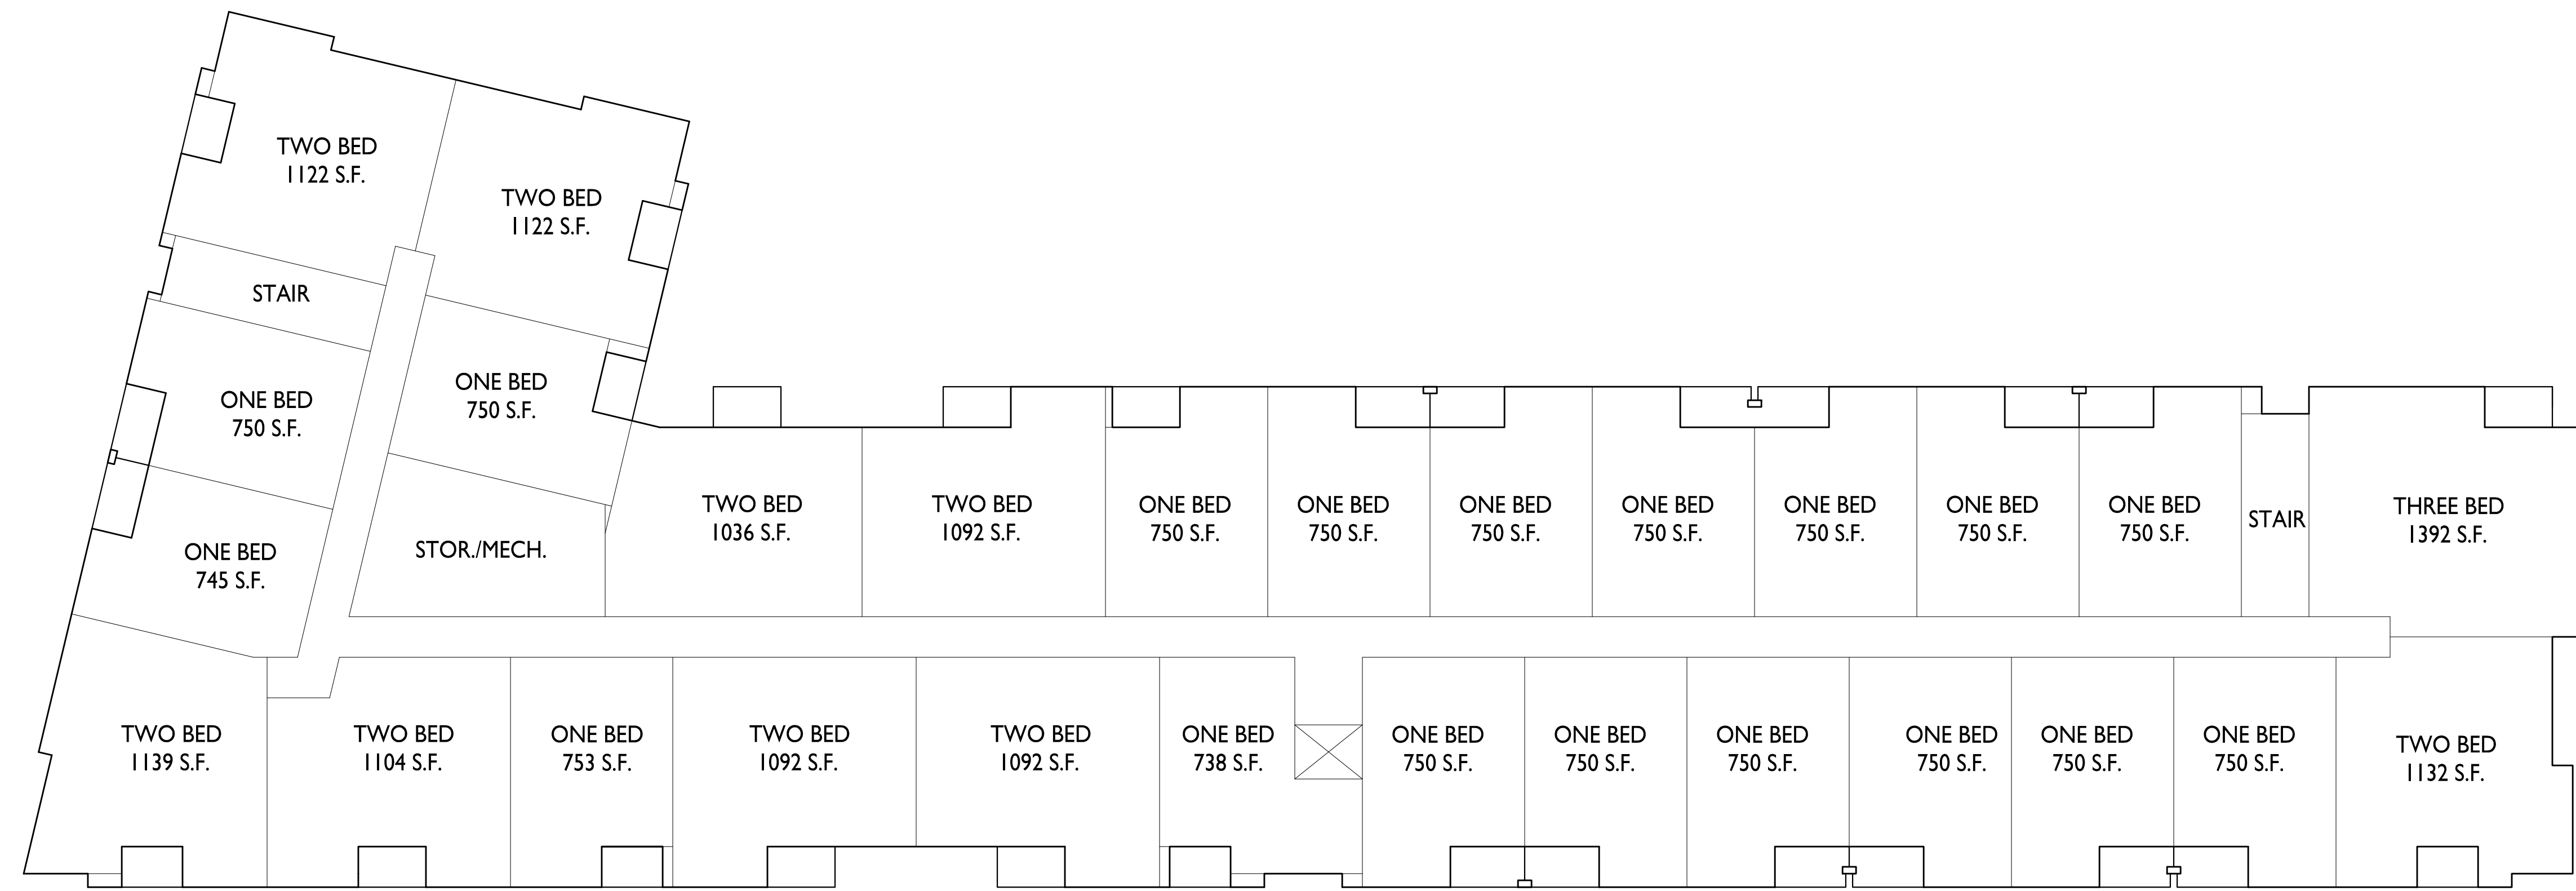 TWO BED
1122 S.F.
TWO BED
1122 S.F.
STAIR
ONE BED
750 S.F.
ONE BED
750 S.F.
ONE BED
745 S.F.
STOR./MECH.
TWO BED
1036 S.F.
TWO BED
1092 S.F.
ONE BED
750 S.F.
ONE BED
750 S.F.
ONE BED
750 S.F.
ONE BED
750 S.F.
ONE BED
750 S.F.
ONE BED
750 S.F.
ONE BED
750 S.F.
STAIR
THREE BED
1392 S.F.
TWO BED
1139 S.F.
TWO BED
1104 S.F.
ONE BED
753 S.F.
TWO BED
1092 S.F.
TWO BED
1092 S.F.
ONE BED
738 S.F.
ONE BED
750 S.F.
ONE BED
750 S.F.
ONE BED
750 S.F.
ONE BED
750 S.F.
ONE BED
750 S.F.
ONE BED
750 S.F.
TWO BED
1132 S.F.